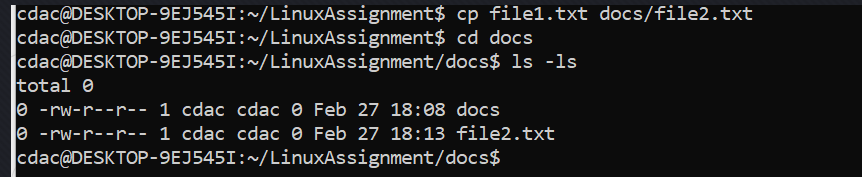 cdac@DESKTOP-9EJ545I:~/LinuxAssignment$ cp file1.txt docs/file2.txt
cdac@DESKTOP-9EJ545I:~/LinuxAssignment$ cd docs
cdac@DESKTOP-9EJ545I:~/LinuxAssignment/docs$ ls -ls
total 0
0 -rw-r--r-- 1 cdac cdac 0 Feb 27 18:08 docs
0 -rw-r--r-- 1 cdac cdac 0 Feb 27 18:13 file2.txt
cdac@DESKTOP-9EJ545I:~/LinuxAssignment/docs$